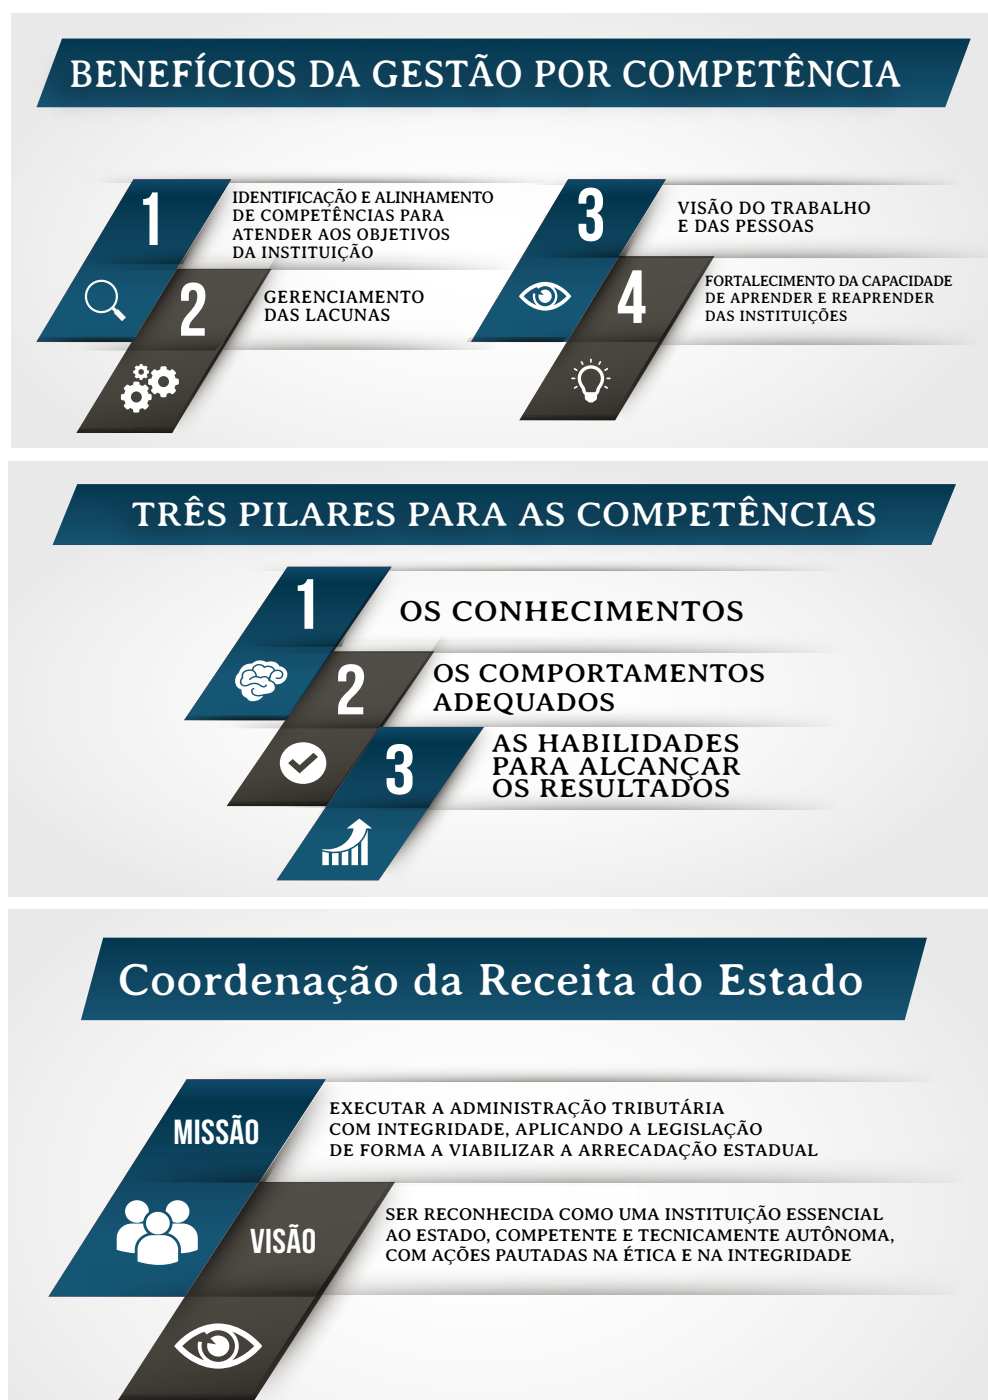 BENEFÍCIOS DA GESTÃO POR COMPETÊNCIA
1
IDENTIFICAÇÃO E ALINHAMENTO
DE COMPETÊNCIAS PARA
ATENDER AOS OBJETIVOS
DA INSTITUIÇÃO
2
GERENCIAMENTO
DAS LACUNAS
3
VISÃO DO TRABALHO
E DAS PESSOAS
4
FORTALECIMENTO DA CAPACIDADE
DE APRENDER E REAPRENDER
DAS INSTITUIÇÕES
TRÊS PILARES PARA AS COMPETÊNCIAS
1
OS CONHECIMENTOS
2
OS COMPORTAMENTOS
ADEQUADOS
3
AS HABILIDADES
PARA ALCANÇAR
OS RESULTADOS
Coordenação da Receita do Estado
MISSÃO
EXECUTAR A ADMINISTRAÇÃO TRIBUTÁRIA
COM INTEGRIDADE, APLICANDO A LEGISLAÇÃO
DE FORMA A VIABILIZAR A ARRECADAÇÃO ESTADUAL
VISÃO
SER RECONHECIDA COMO UMA INSTITUIÇÃO ESSENCIAL
AO ESTADO, COMPETENTE E TECNICAMENTE AUTÔNOMA,
COM AÇÕES PAUTADAS NA ÉTICA E NA INTEGRIDADE